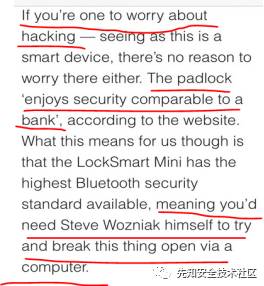 If you're one to worry about
hacking — seeing as this is a
smart device, there's no reason to
worry there either. The padlock
'enjoys security comparable to a
bank', according to the website.
What this means for us though is
that the LockSmart Mini has the
highest Bluetooth security
standard available, meaning you'd
need Steve Wozniak himself to try
and break this thing open via a
computer.
先知安全技术社区